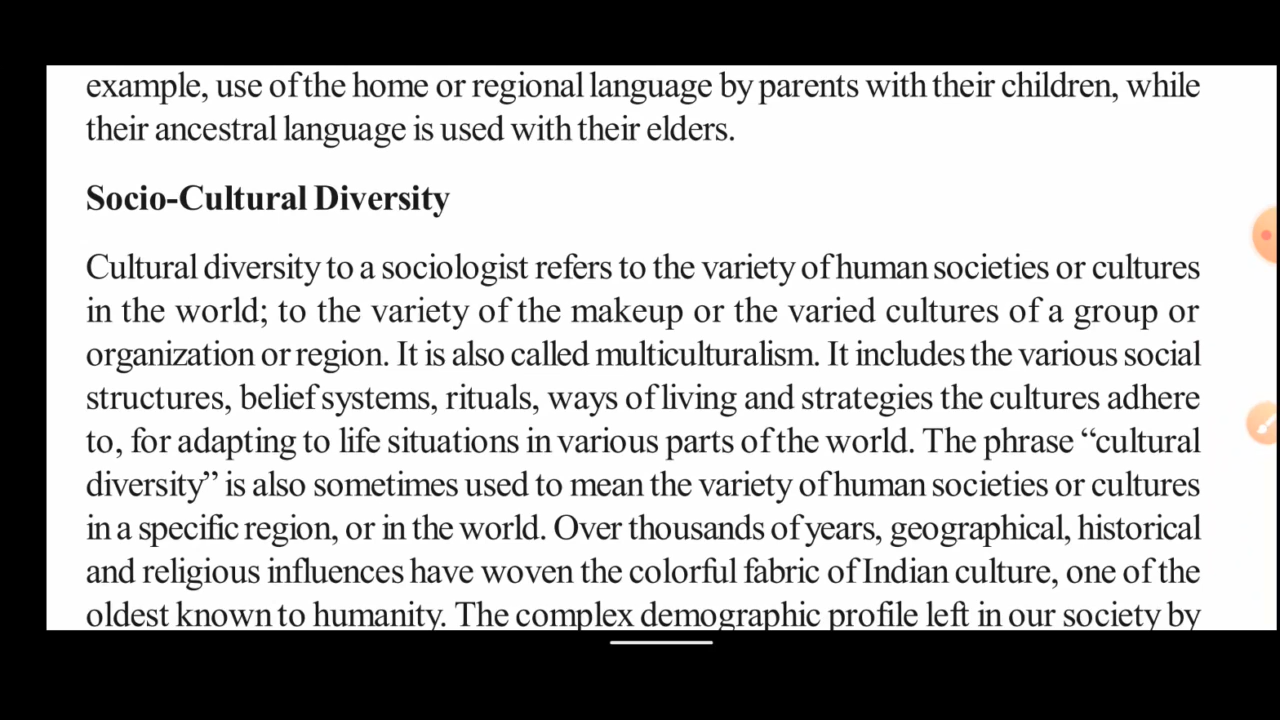 example, use of the home or regional language by parents with their children, while
their ancestral language is used with their elders.
Socio-Cultural Diversity
Cultural diversity to a sociologist refers to the variety of human societies or cultures
in the world; to the variety of the makeup or the varied cultures of a group or
organization or region. It is also called multiculturalism. It includes the various social
structures, belief systems, rituals, ways of living and strategies the cultures adhere
to, for adapting to life situations in various parts of the world. The phrase “cultural
diversity” is also sometimes used to mean the variety of human societies or cultures
in a specific region, or in the world. Over thousands of years, geographical, historical
and religious influences have woven the colorful fabric of Indian culture, one of the
oldest known to humanity. The complex demographic profile left in our society by